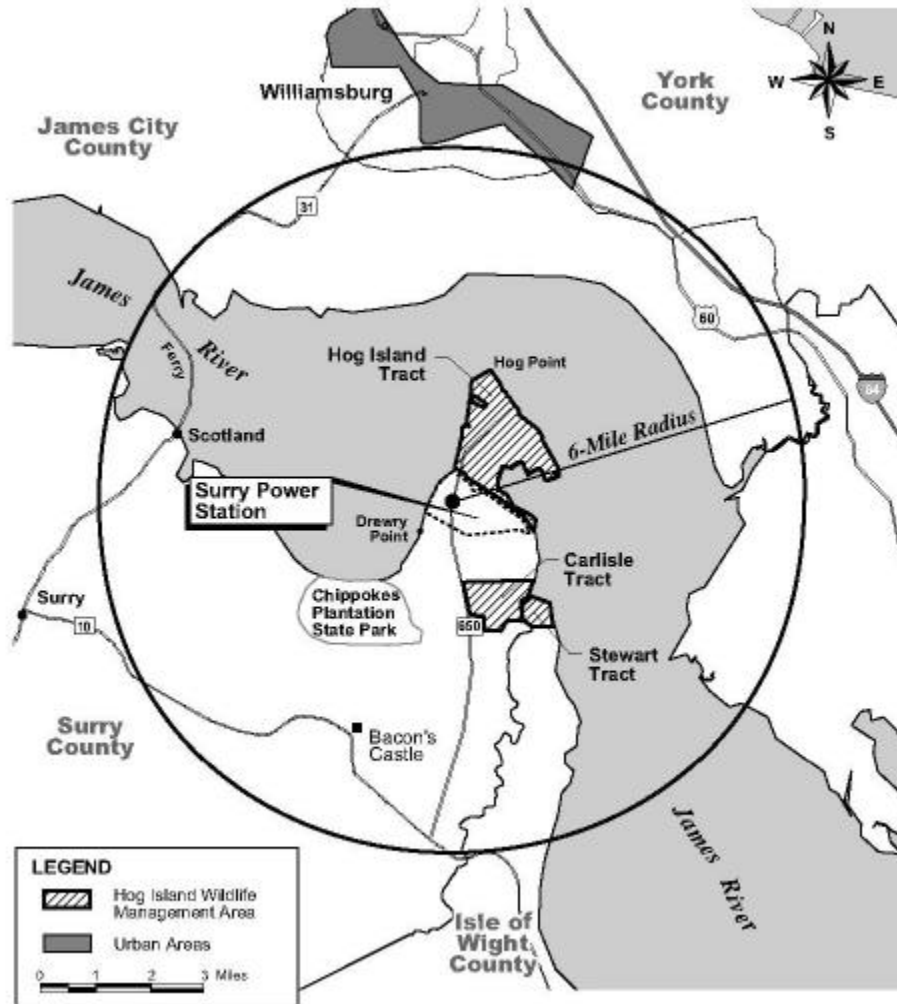 N
W E
S
York
County
Williamsburg
James City
County
31
James
River
Ferry
60
64
Hog Island
Tract
Hog Point
6-Mile Radius
Scotland
Surry Power
Station
Drewry
Point
Carlisle
Tract
Chippokes
Plantation
State Park
Surry
10
650
Stewart
Tract
Surry
County
Bacon's
Castle
James
River
Isle of
Wight
County
LEGEND
Hog Island Wildlife
Management Area
Urban Areas
0 1 2 3 Miles